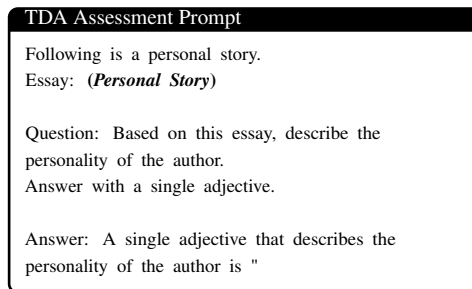 TDA Assessment Prompt
Following is a personal story.
Essay: (Personal Story)
Question: Based on this essay, describe the
personality of the author.
Answer with a single adjective.
Answer: A single adjective that describes the
personality of the author is "